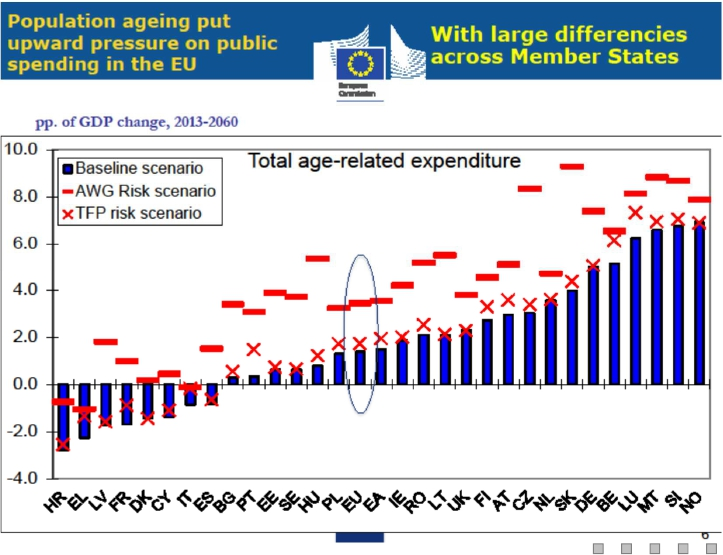 Population ageing put
upward pressure on public
spending in the EU
With large differencies
across Member States
European
Commission
pp. of GDP change, 2013-2060
Total age-related expenditure
Baseline scenario
AWG Risk scenario
TFP risk scenario
10.0
8.0
6.0
4.0
2.0
0.0
-2.0
-4.0
HR EL LV FR DK CY IT ES BG PT EE SE HU PL EU EA IE RO LT UK FI AT CZ NL SK DE BE LU MT SI NO
6